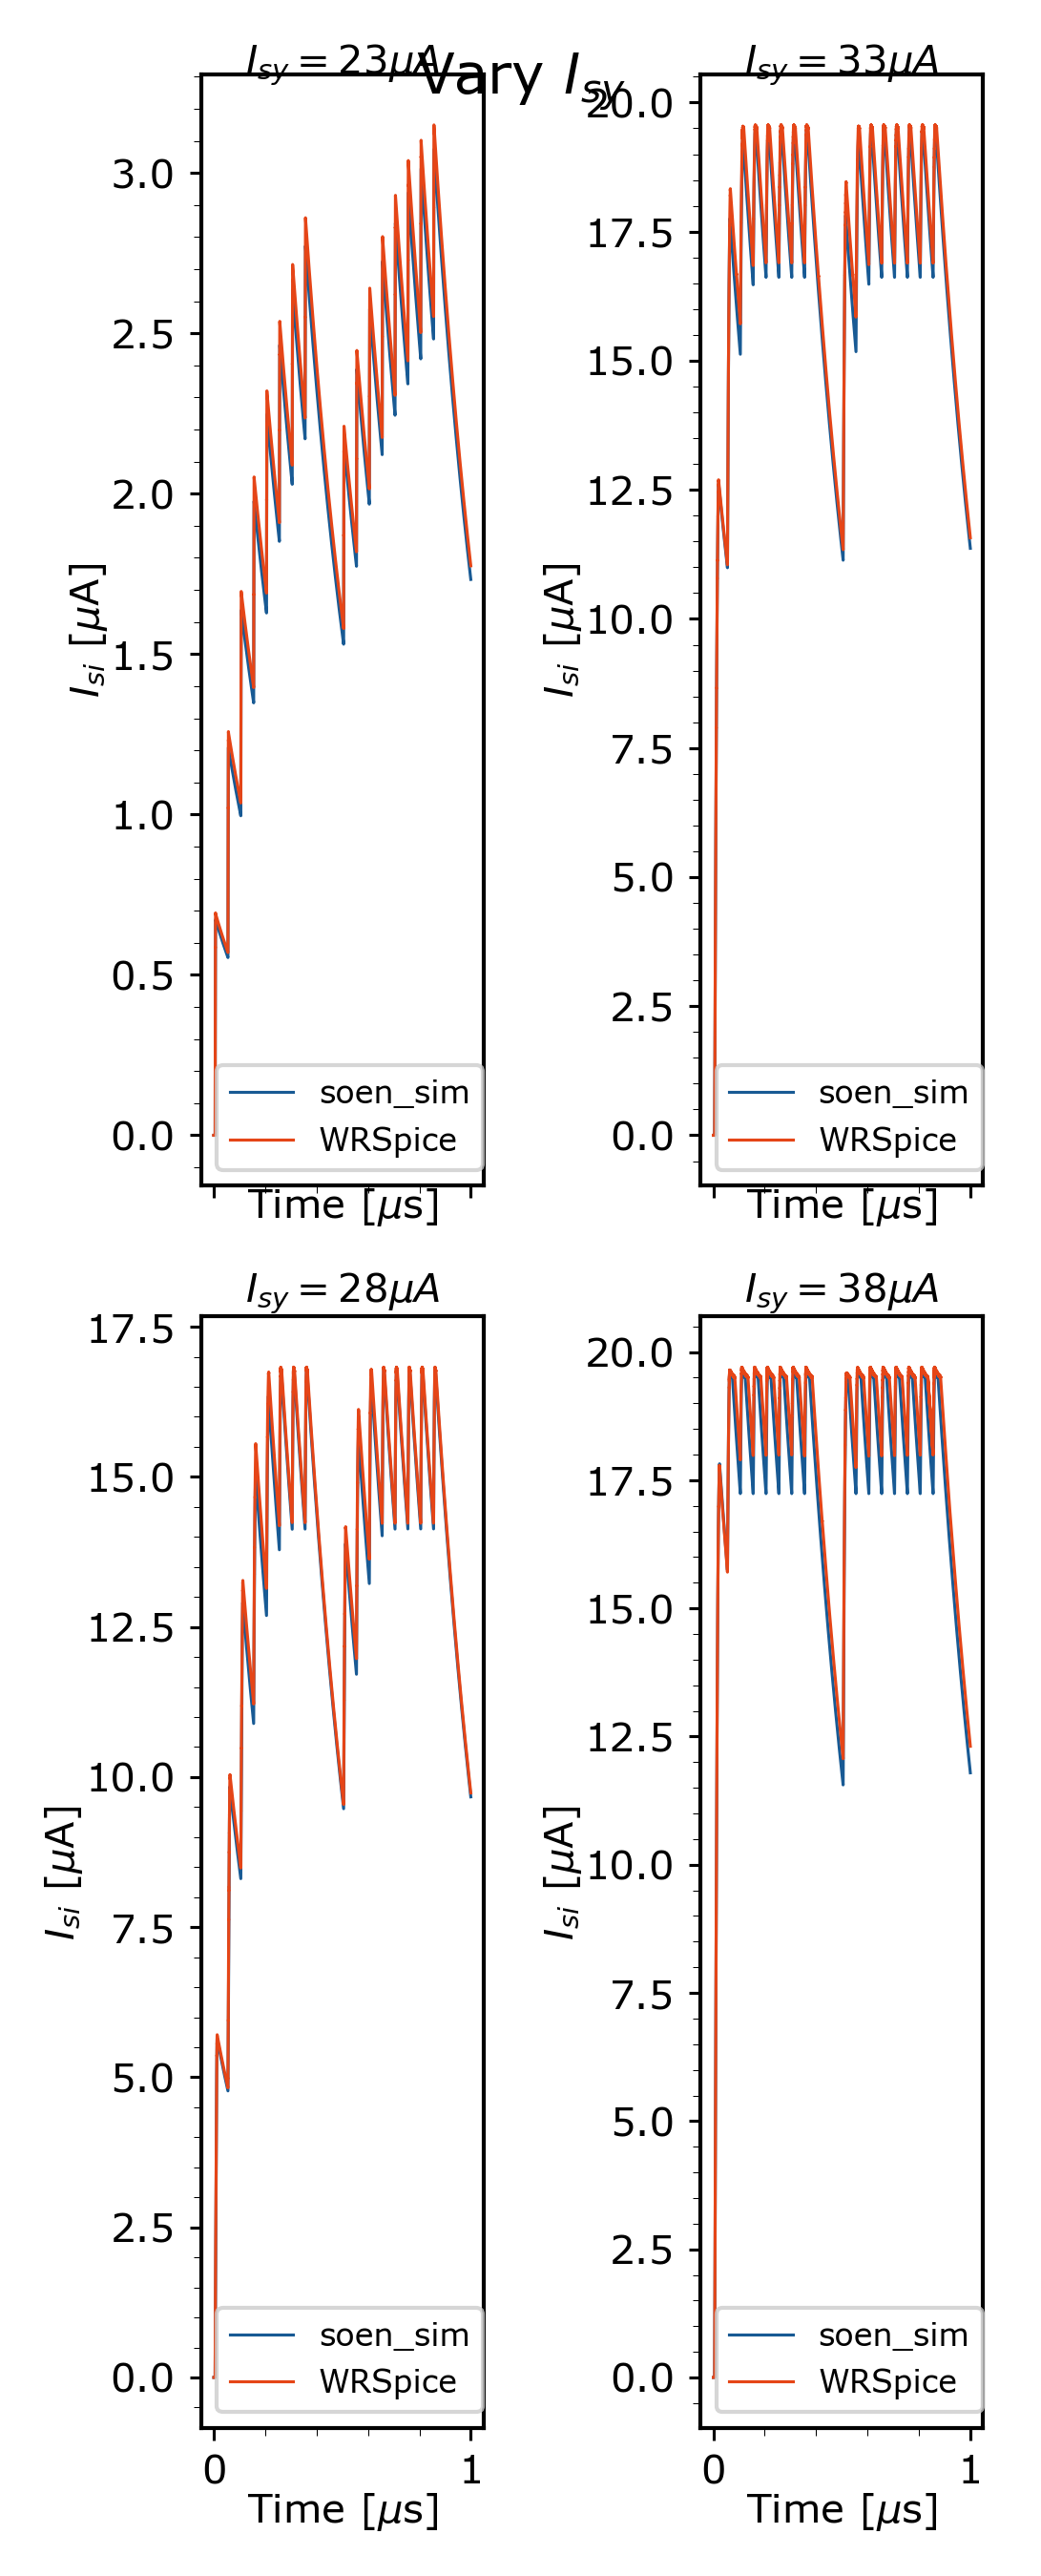 Vary I_sy
I_sy = 23μA
3.0
2.5
2.0
1.5
1.0
0.5
0.0
I_si [μA]
soen_sim
WRSpice
Time [μs]
I_sy = 33μA
20.0
17.5
15.0
12.5
10.0
7.5
5.0
2.5
0.0
I_si [μA]
soen_sim
WRSpice
Time [μs]
I_sy = 28μA
17.5
15.0
12.5
10.0
7.5
5.0
2.5
0.0
I_si [μA]
soen_sim
WRSpice
0 1
Time [μs]
I_sy = 38μA
20.0
17.5
15.0
12.5
10.0
7.5
5.0
2.5
0.0
I_si [μA]
soen_sim
WRSpice
0 1
Time [μs]